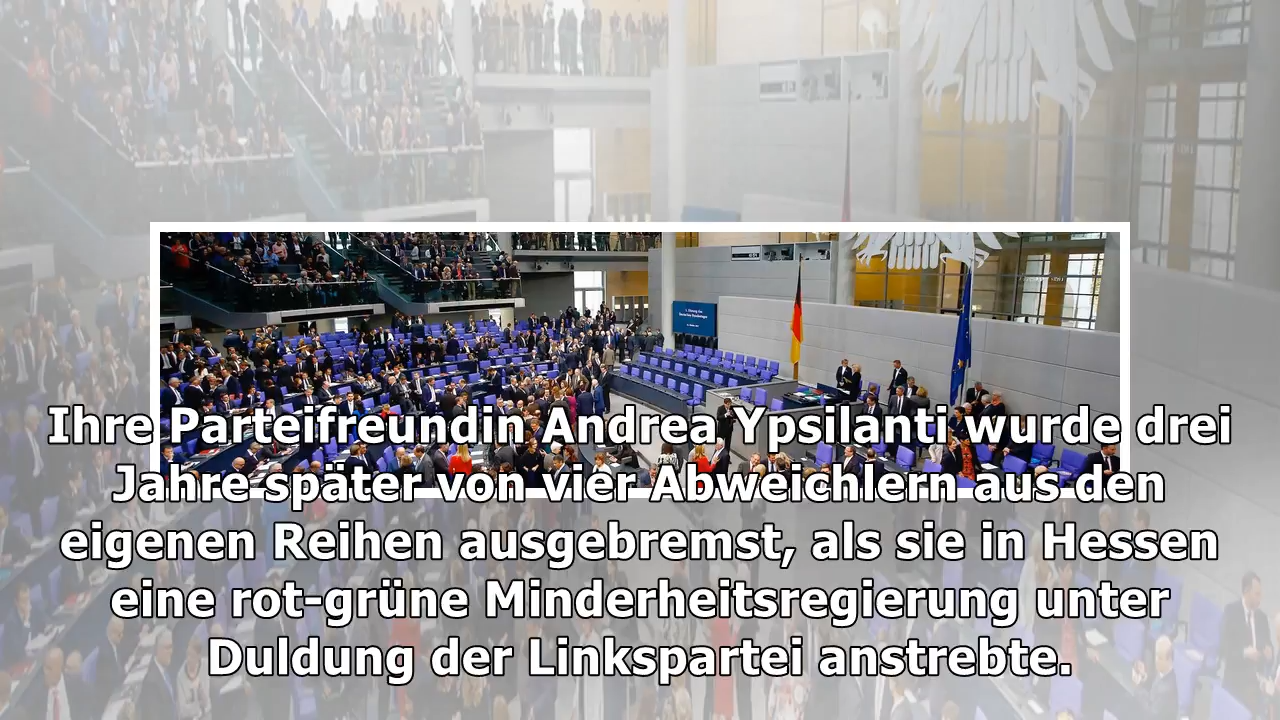 Ihre Parteifreundin Andrea Ypsilanti wurde drei
Jahre später von vier Abweichlern aus den
eigenen Reihen ausgebremst, als sie in Hessen
eine rot-grüne Minderheitsregierung unter
Duldung der Linkspartei anstrebte.